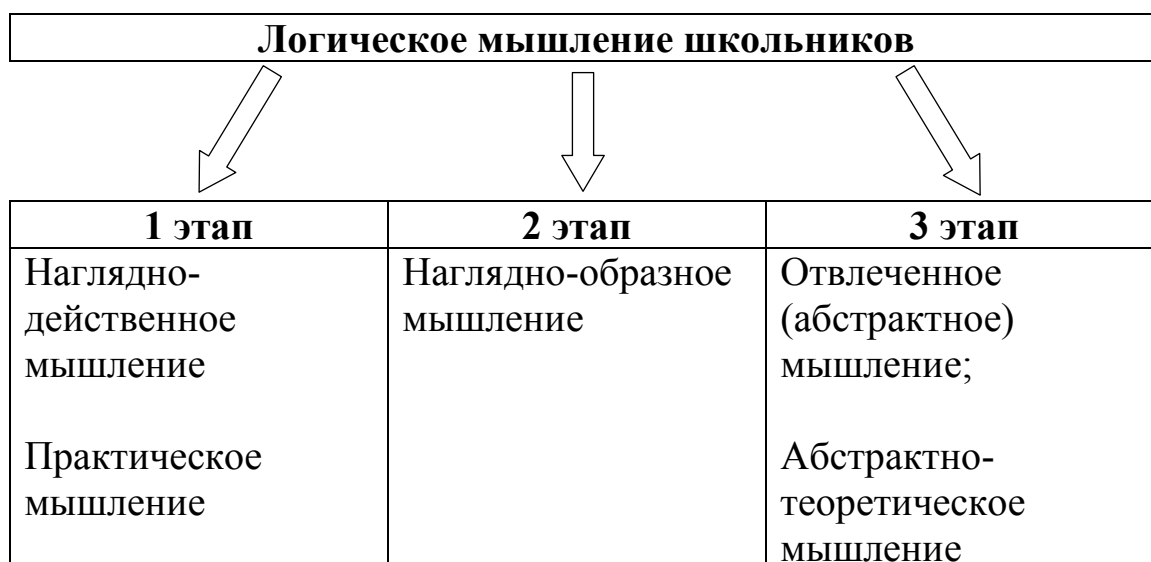 Логическое мышление школьников
1 этап
2 этап
3 этап
Наглядно-
действенное
мышление
Практическое
мышление
Наглядно-образное
мышление
Отвлеченное
(абстрактное)
мышление;
Абстрактно-
теоретическое
мышление